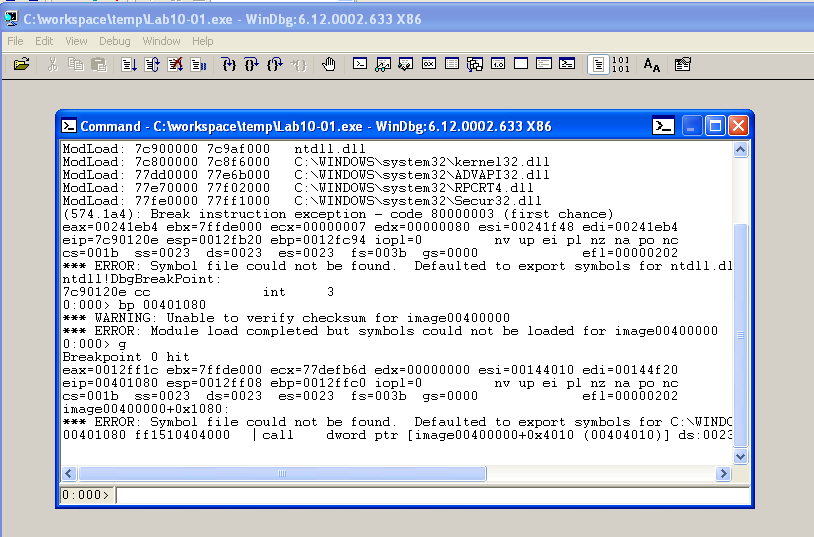 C:\workspace\temp\Lab10-01.exe - WinDbg:6.12.0002.633 X86
File Edit View Debug Window Help
101
101
AA
Command - C:\workspace\temp\Lab10-01.exe - WinDbg:6.12.0002.633 X86
ModLoad: 7c900000 7c9af000   ntdll.dll
ModLoad: 7c800000 7c8f6000   C:\WINDOWS\system32\kernel32.dll
ModLoad: 77dd0000 77e6b000   C:\WINDOWS\system32\ADVAPI32.dll
ModLoad: 77e70000 77f02000   C:\WINDOWS\system32\RPCRT4.dll
ModLoad: 77fe0000 77ff1000   C:\WINDOWS\system32\Secur32.dll
(574.1a4): Break instruction exception - code 80000003 (first chance)
eax=00241eb4 ebx=7ffde000 ecx=00000007 edx=00000080 esi=00241f48 edi=00241eb4
eip=7c90120e esp=0012fb20 ebp=0012fc94 iopl=0         nv up ei pl nz na po nc
cs=001b  ss=0023  ds=0023  es=0023  fs=003b  gs=0000             efl=00000202
*** ERROR: Symbol file could not be found.  Defaulted to export symbols for ntdll.dl
ntdll!DbgBreakPoint:
7c90120e cc              int     3
0:000> bp 00401080
*** WARNING: Unable to verify checksum for image00400000
*** ERROR: Module load completed but symbols could not be loaded for image00400000
0:000> g
Breakpoint 0 hit
eax=0012ff1c ebx=7ffde000 ecx=77defb6d edx=00000000 esi=00144010 edi=00144f20
eip=00401080 esp=0012ff08 ebp=0012ffc0 iopl=0         nv up ei pl nz na po nc
cs=001b  ss=0023  ds=0023  es=0023  fs=003b  gs=0000             efl=00000202
image00400000+0x1080:
*** ERROR: Symbol file could not be found.  Defaulted to export symbols for C:\WINDO
00401080 ff1510404000    call    dword ptr [image00400000+0x4010 (00404010)] ds:0023
0:000>